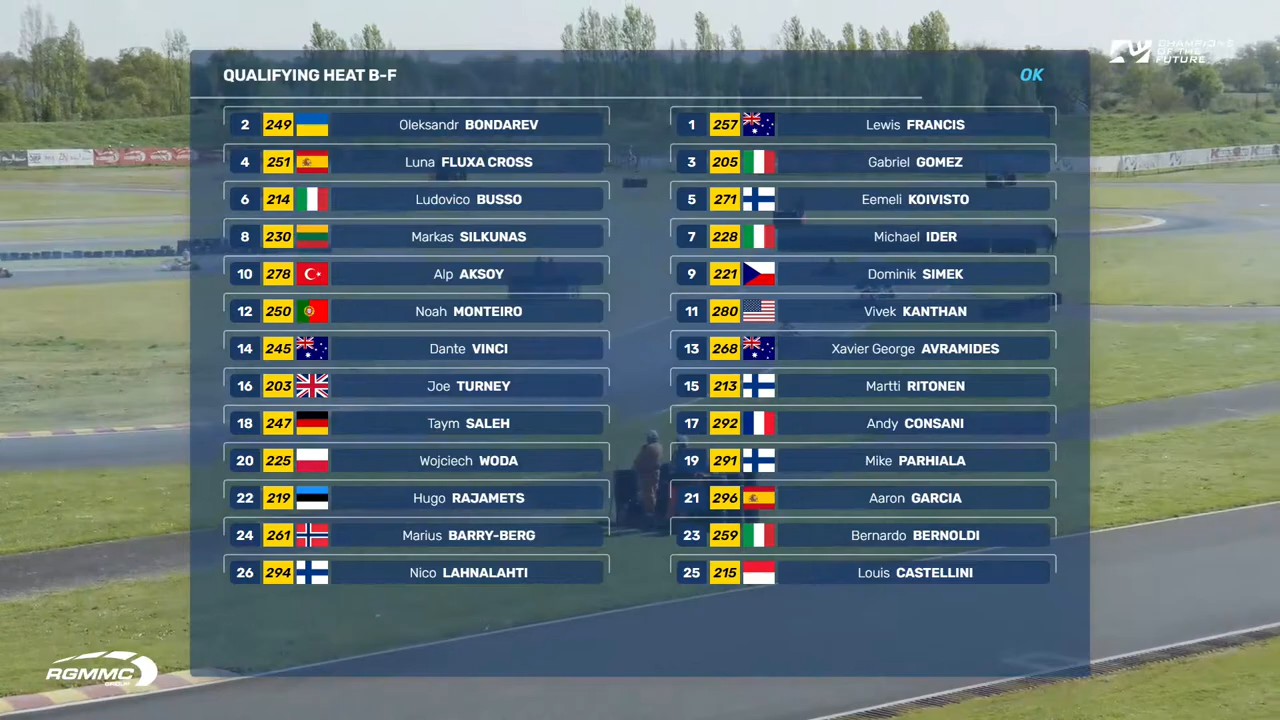 CHAMPIONS
OF THE
FUTURE
QUALIFYING HEAT B-F
OK
2 249 Oleksandr BONDAREV
1 257 Lewis FRANCIS
4 251 Luna FLUXA CROSS
3 205 Gabriel GOMEZ
6 214 Ludovico BUSSO
5 271 Eemeli KOIVISTO
8 230 Markas SILKUNAS
7 228 Michael IDER
10 278 Alp AKSOY
9 221 Dominik SIMEK
12 250 Noah MONTEIRO
11 280 Vivek KANTHAN
14 245 Dante VINCI
13 268 Xavier George AVRAMIDES
16 203 Joe TURNEY
15 213 Martti RITONEN
18 247 Taym SALEH
17 292 Andy CONSANI
20 225 Wojciech WODA
19 291 Mike PARHIALA
22 219 Hugo RAJAMETS
21 296 Aaron GARCIA
24 261 Marius BARRY-BERG
23 259 Bernardo BERNOLDI
26 294 Nico LAHNALAHTI
25 215 Louis CASTELLINI
RGMMC
GROUP